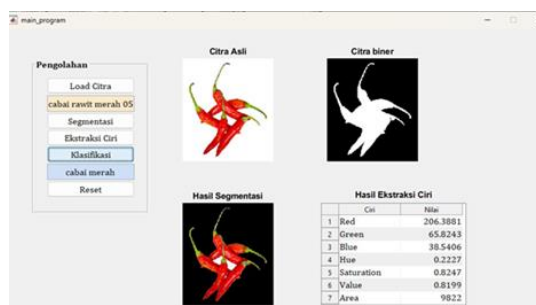 main_program
Pengolahan
Load Citra
cabai rawit merah 05
Segmentasi
Ekstraksi Ciri
Klasifikasi
cabai merah
Reset
Citra Asli
Citra biner
Hasil Segmentasi
Hasil Ekstraksi Ciri
Ciri Nilai
1 Red 206.3881
2 Green 65.8243
3 Blue 38.5406
4 Hue 0.2227
5 Saturation 0.8247
6 Value 0.8199
7 Area 9822